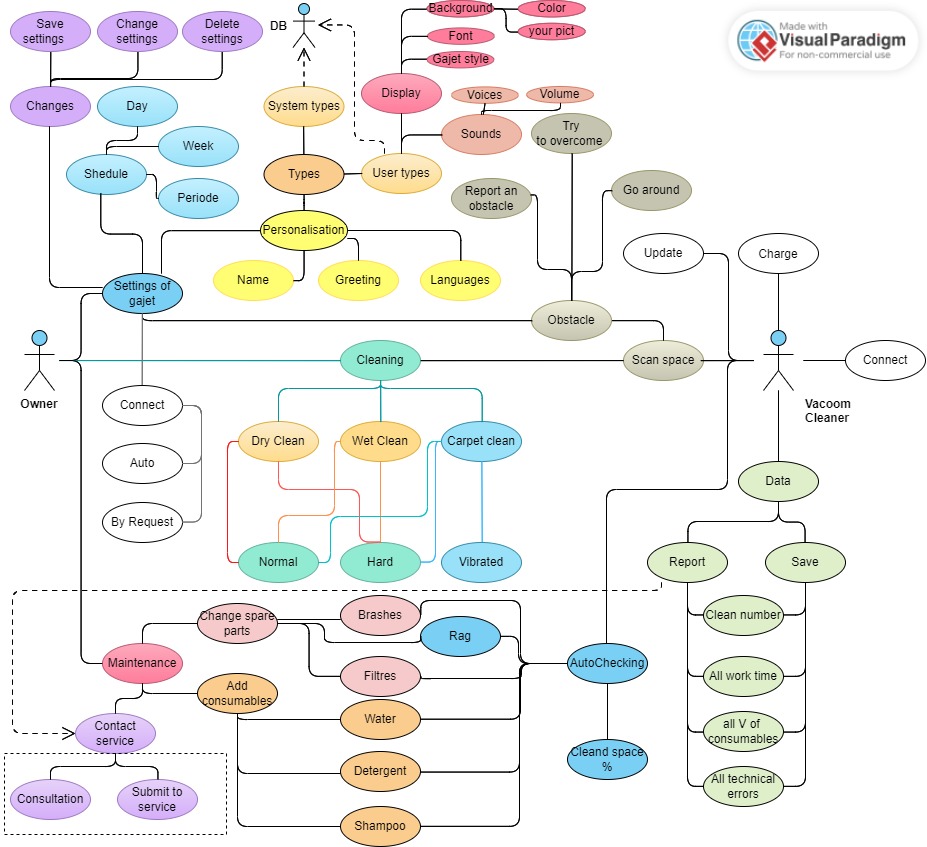 Save
settings
Change
settings
Delete
settings
DB
Background
Color
your pict
Font
Gajet style
Made with
VisualParadigm
For non-commercial use
Changes
Day
System types
Display
Voices
Volume
Sounds
Try
to overcome
Week
Shedule
Types
User types
Periode
Report an
obstacle
Go around
Personalisation
Name
Greeting
Languages
Update
Charge
Settings of
gajet
Obstacle
Cleaning
Scan space
Connect
Owner
Vacoom
Cleaner
Connect
Dry Clean
Wet Clean
Carpet clean
Auto
Data
By Request
Normal
Hard
Vibrated
Report
Save
Change spare
parts
Brashes
Clean number
Rag
Maintenance
AutoChecking
Filtres
All work time
Add
consumables
Water
Contact
service
all V of
consumables
Cleand space
%
Detergent
All technical
errors
Consultation
Submit to
service
Shampoo